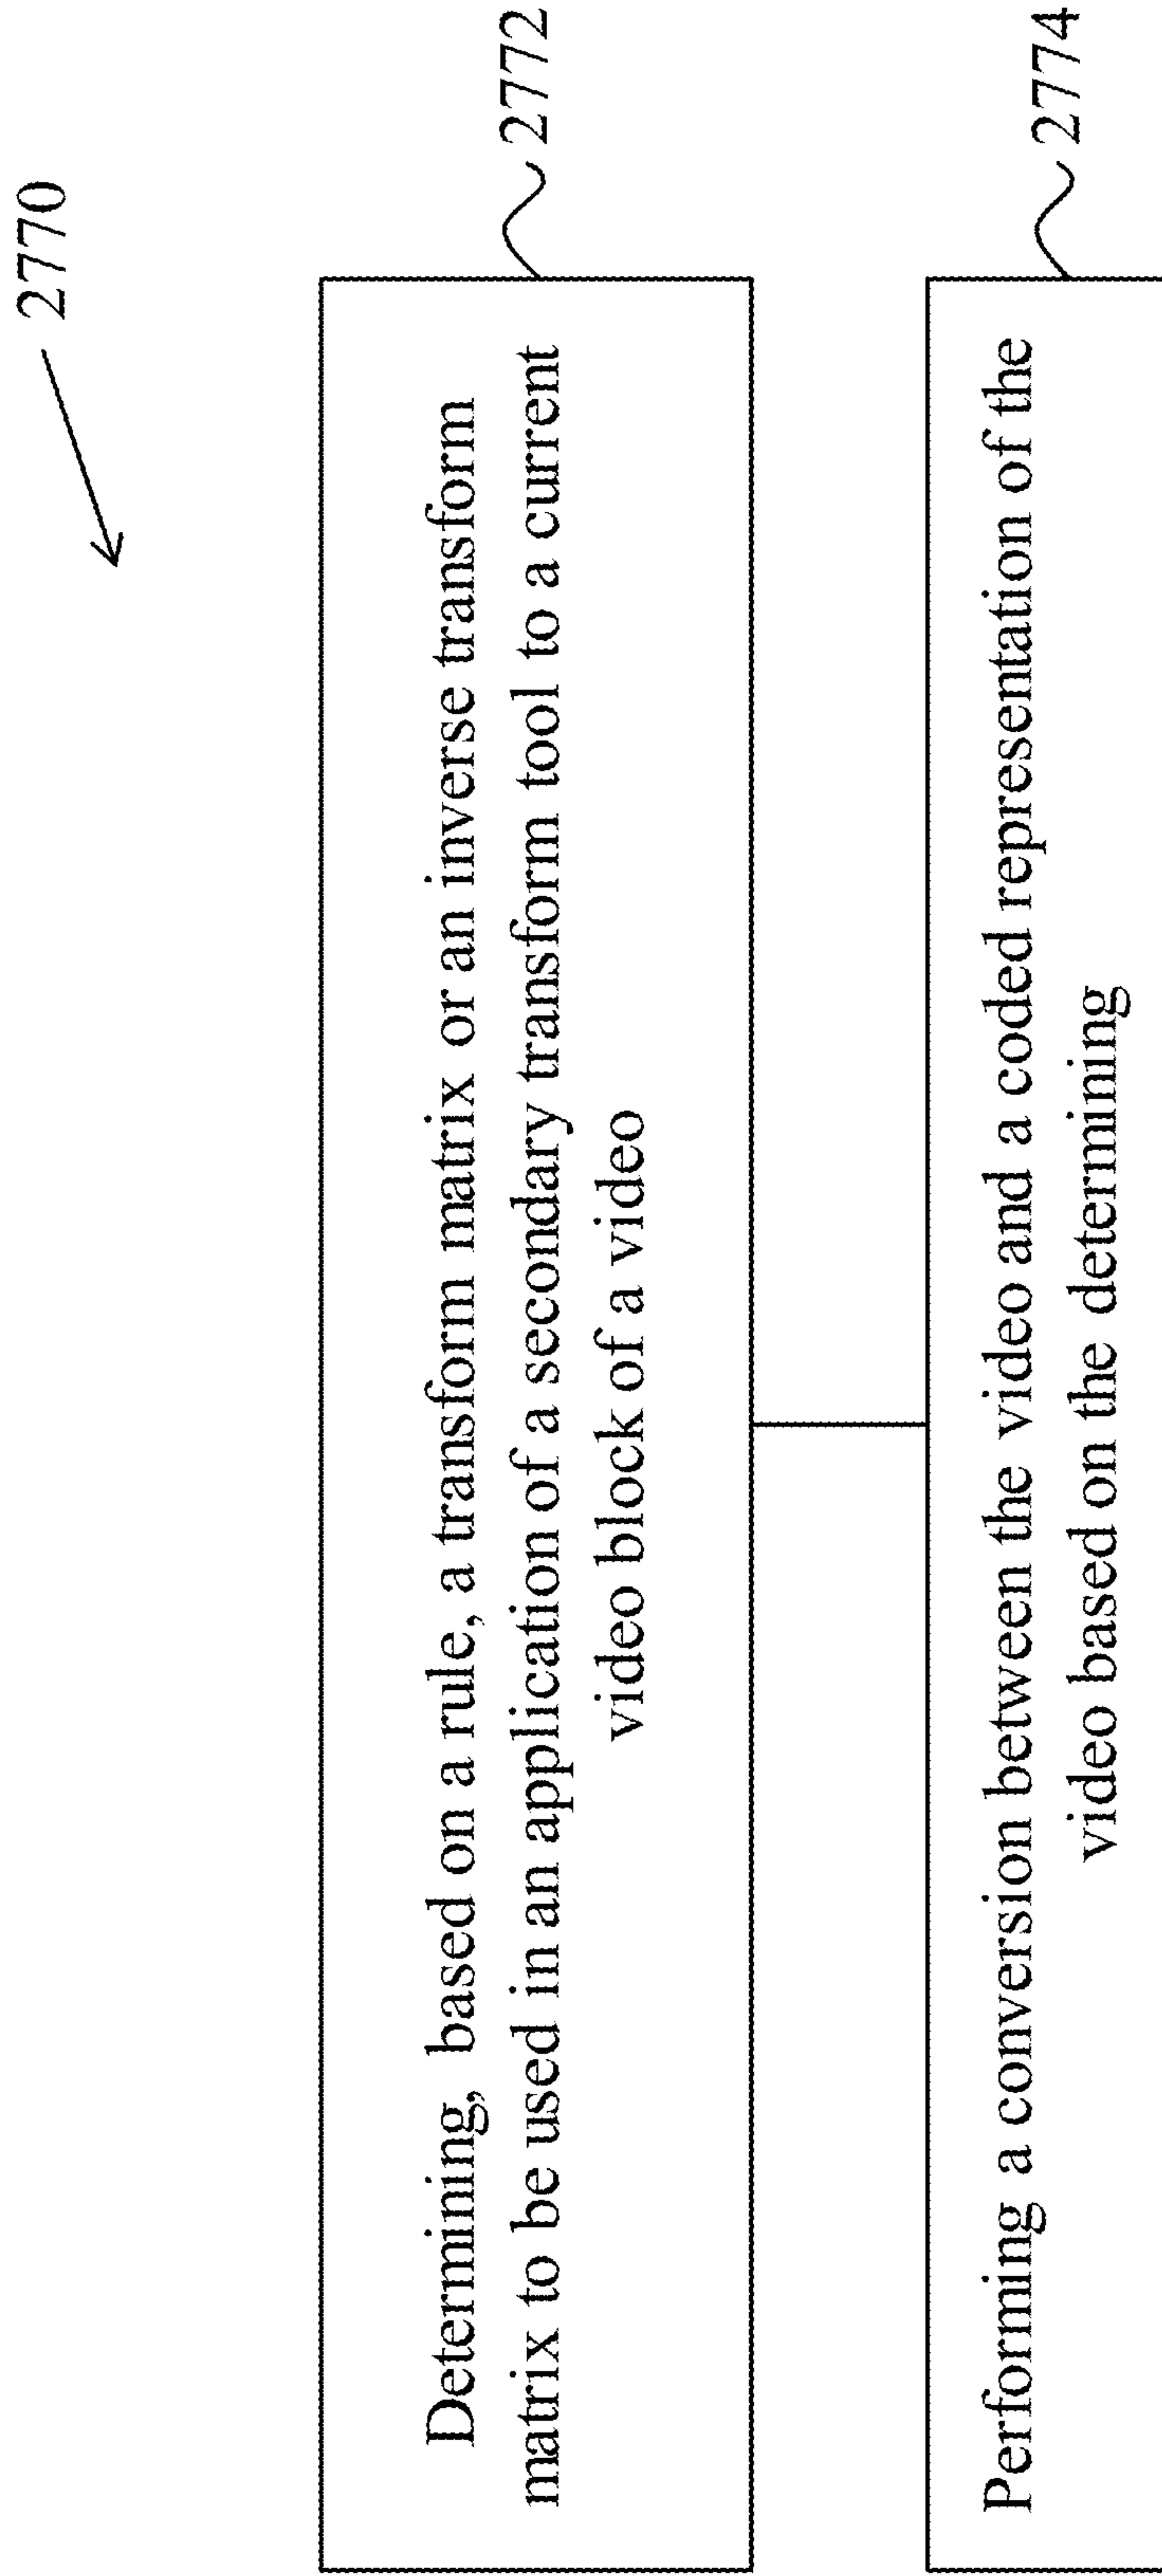 2770
Determining, based on a rule, a transform matrix or an inverse transform
matrix to be used in an application of a secondary transform tool to a current
video block of a video
2772
Performing a conversion between the video and a coded representation of the
video based on the determining
2774